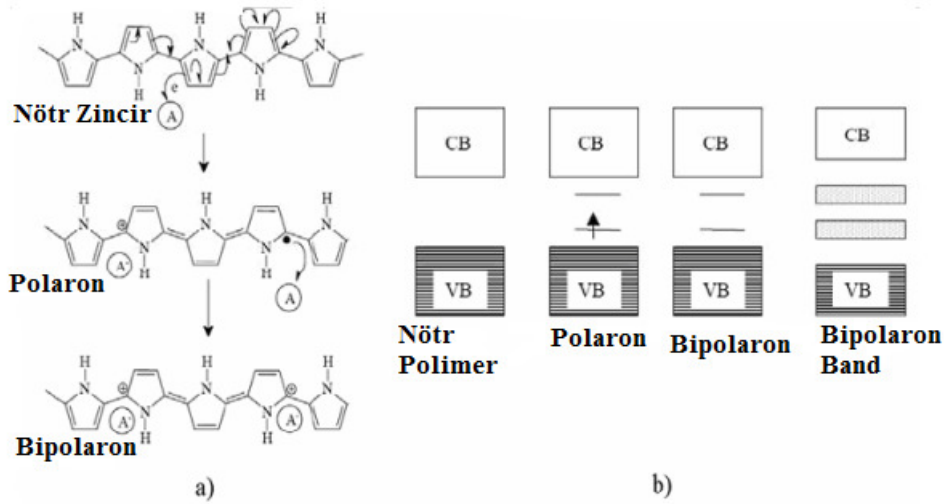 H
N
H
N
H
N
N
H
N
H
e
A
Nötr Zincir
H
N
H
N
H
N
N
H
N
H
A⁻
A
Polaron
H
N
H
N
H
N
N
H
N
H
A⁻
A⁻
Bipolaron
a)
CB
CB
CB
CB
VB
VB
VB
VB
Nötr
Polimer
Polaron
Bipolaron
Bipolaron
Band
b)